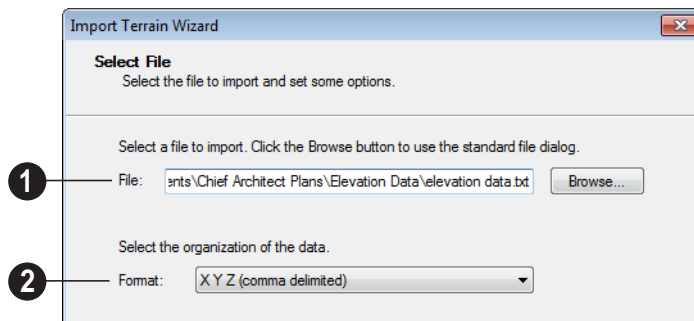 Import Terrain Wizard
Select File
Select the file to import and set some options.
Select a file to import. Click the Browse button to use the standard file dialog.
1 File: ents\Chief Architect Plans\Elevation Data\elevation data.txt Browse...
Select the organization of the data.
2 Format: X Y Z (comma delimited)